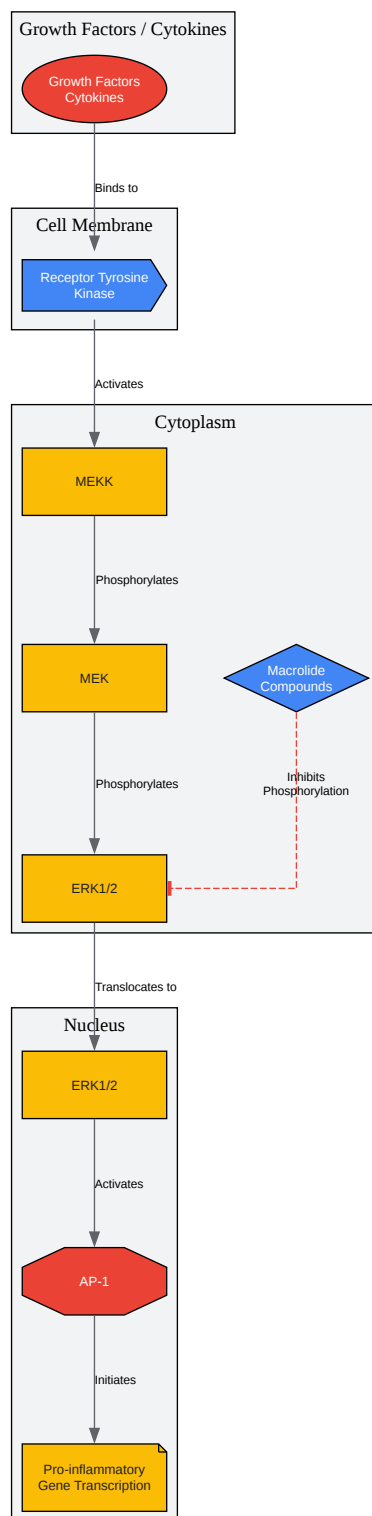 Growth Factors / Cytokines
Growth Factors
Cytokines
Binds to
Cell Membrane
Receptor Tyrosine
Kinase
Activates
Cytoplasm
MEKK
Phosphorylates
MEK
Macrolide
Compounds
Phosphorylates
Inhibits
Phosphorylation
ERK1/2
Translocates to
Nucleus
ERK1/2
Activates
AP-1
Initiates
Pro-inflammatory
Gene Transcription